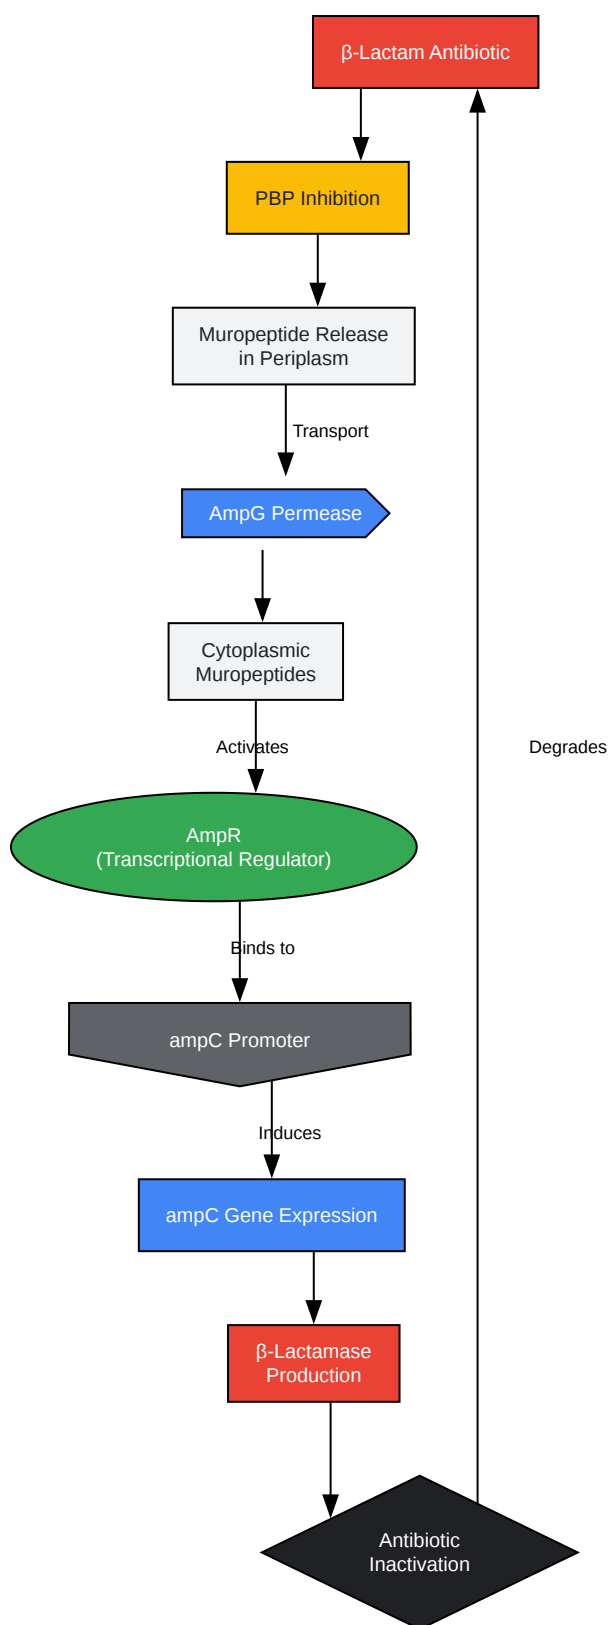 β-Lactam Antibiotic
PBP Inhibition
Muropeptide Release
in Periplasm
Transport
AmpG Permease
Cytoplasmic
Muropeptides
Activates
Degrades
AmpR
(Transcriptional Regulator)
Binds to
ampC Promoter
Induces
ampC Gene Expression
β-Lactamase
Production
Antibiotic
Inactivation